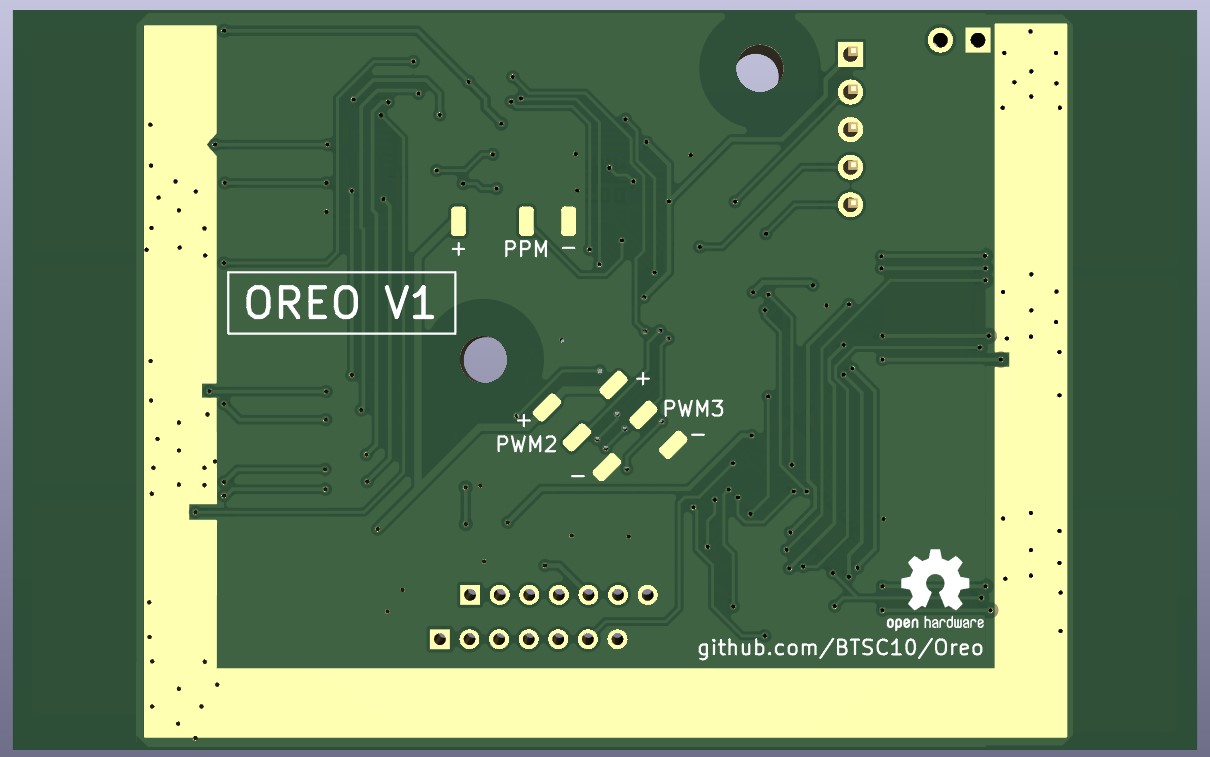 + PPM −
OREO V1
+
+ PWM3
PWM2 −
−
open hardware
github.com/BTSC10/Oreo